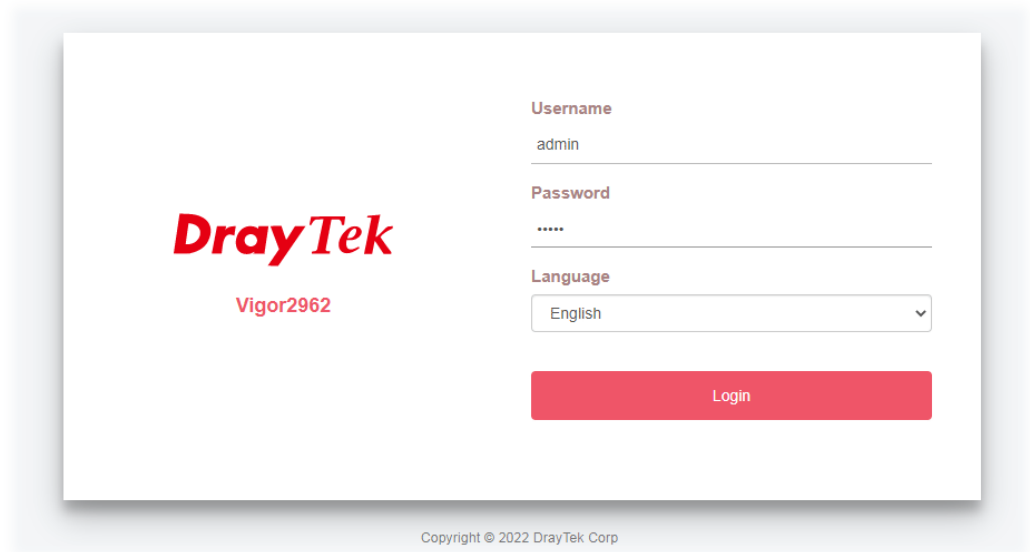 Username
admin
Password
•••••
DrayTek
Vigor2962
Language
English
Login
Copyright © 2022 DrayTek Corp